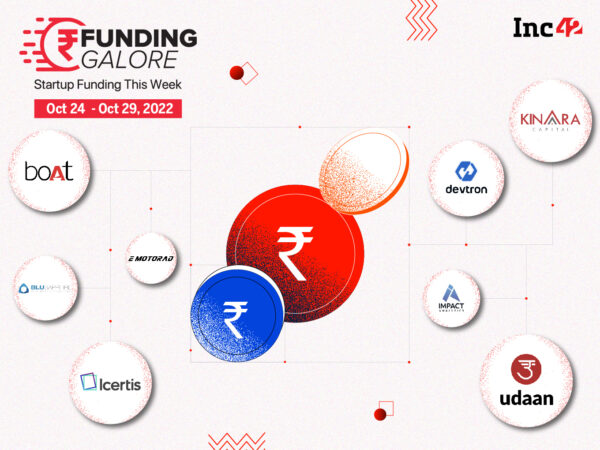 ₹FUNDING
GALORE
Startup Funding This Week
Oct 24 - Oct 29, 2022
Inc42
KINARA
CAPITAL
boAt
devtron
E MOTORAD
₹
₹
IMPACT
ANALYTICS
Icertis
उ
udaan